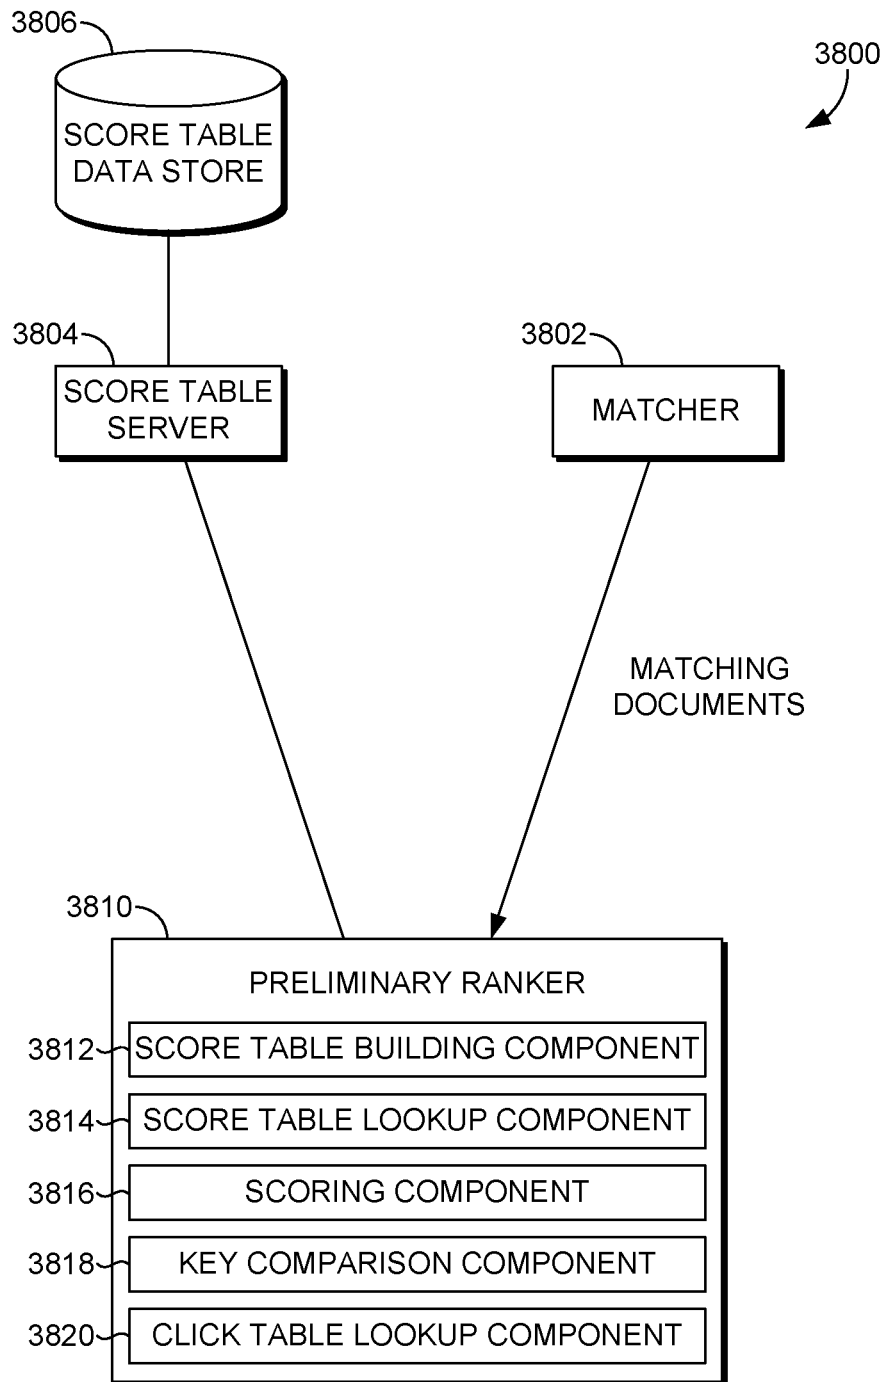 3806
3800
SCORE TABLE
DATA STORE
3804
3802
SCORE TABLE
SERVER
MATCHER
MATCHING
DOCUMENTS
3810
PRELIMINARY RANKER
3812
SCORE TABLE BUILDING COMPONENT
3814
SCORE TABLE LOOKUP COMPONENT
3816
SCORING COMPONENT
3818
KEY COMPARISON COMPONENT
3820
CLICK TABLE LOOKUP COMPONENT